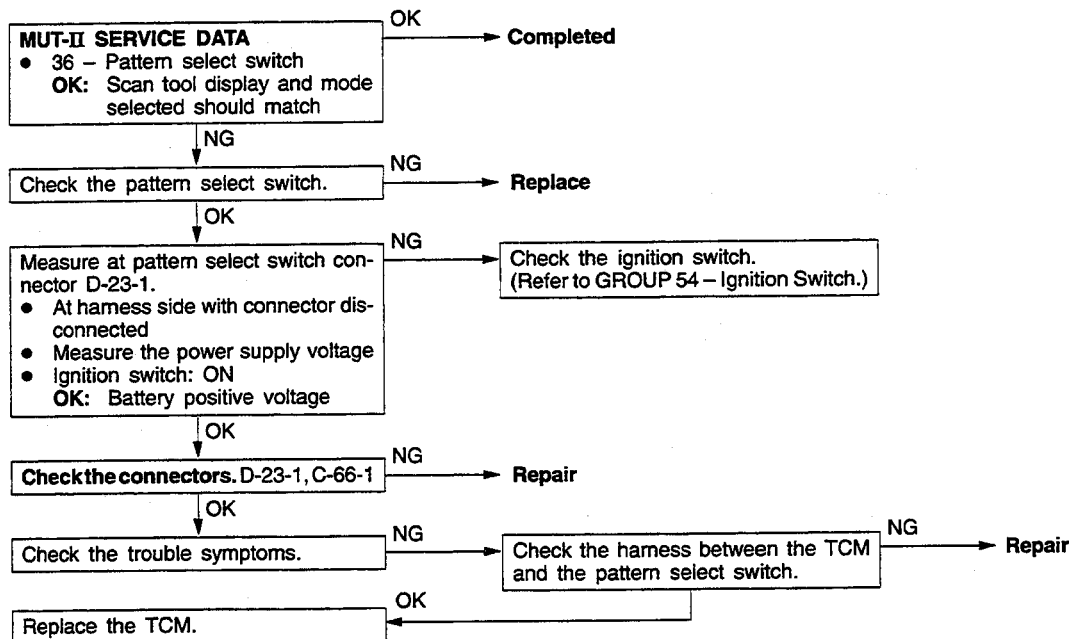 MUT-II SERVICE DATA
● 36 – Pattern select switch
OK: Scan tool display and mode
selected should match
OK
Completed
NG
Check the pattern select switch.
NG
Replace
OK
Measure at pattern select switch con-
nector D-23-1.
● At harness side with connector dis-
connected
● Measure the power supply voltage
● Ignition switch: ON
OK: Battery positive voltage
NG
Check the ignition switch.
(Refer to GROUP 54 – Ignition Switch.)
OK
Check the connectors. D-23-1, C-66-1
NG
Repair
OK
Check the trouble symptoms.
NG
Check the harness between the TCM
and the pattern select switch.
NG
Repair
OK
Replace the TCM.